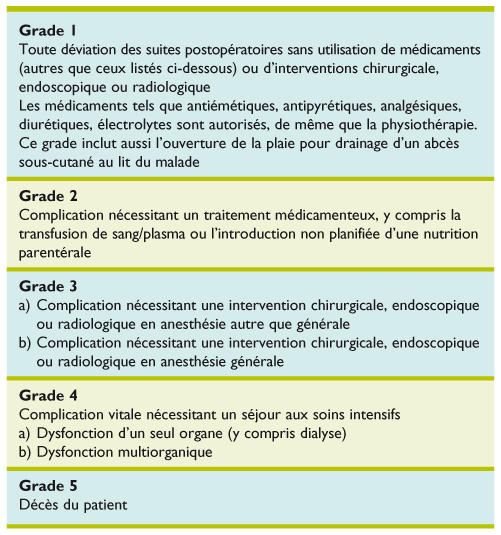 Grade 1
Toute déviation des suites postopératoires sans utilisation de médicaments
(autres que ceux listés ci-dessous) ou d’interventions chirurgicale,
endoscopique ou radiologique
Les médicaments tels que antiémétiques, antipyrétiques, analgésiques,
diurétiques, électrolytes sont autorisés, de même que la physiothérapie.
Ce grade inclut aussi l’ouverture de la plaie pour drainage d’un abcès
sous-cutané au lit du malade
Grade 2
Complication nécessitant un traitement médicamenteux, y compris la
transfusion de sang/plasma ou l’introduction non planifiée d’une nutrition
parentérale
Grade 3
a) Complication nécessitant une intervention chirurgicale, endoscopique
ou radiologique en anesthésie autre que générale
b) Complication nécessitant une intervention chirurgicale, endoscopique
ou radiologique en anesthésie générale
Grade 4
Complication vitale nécessitant un séjour aux soins intensifs
a) Dysfonction d’un seul organe (y compris dialyse)
b) Dysfonction multiorganique
Grade 5
Décès du patient